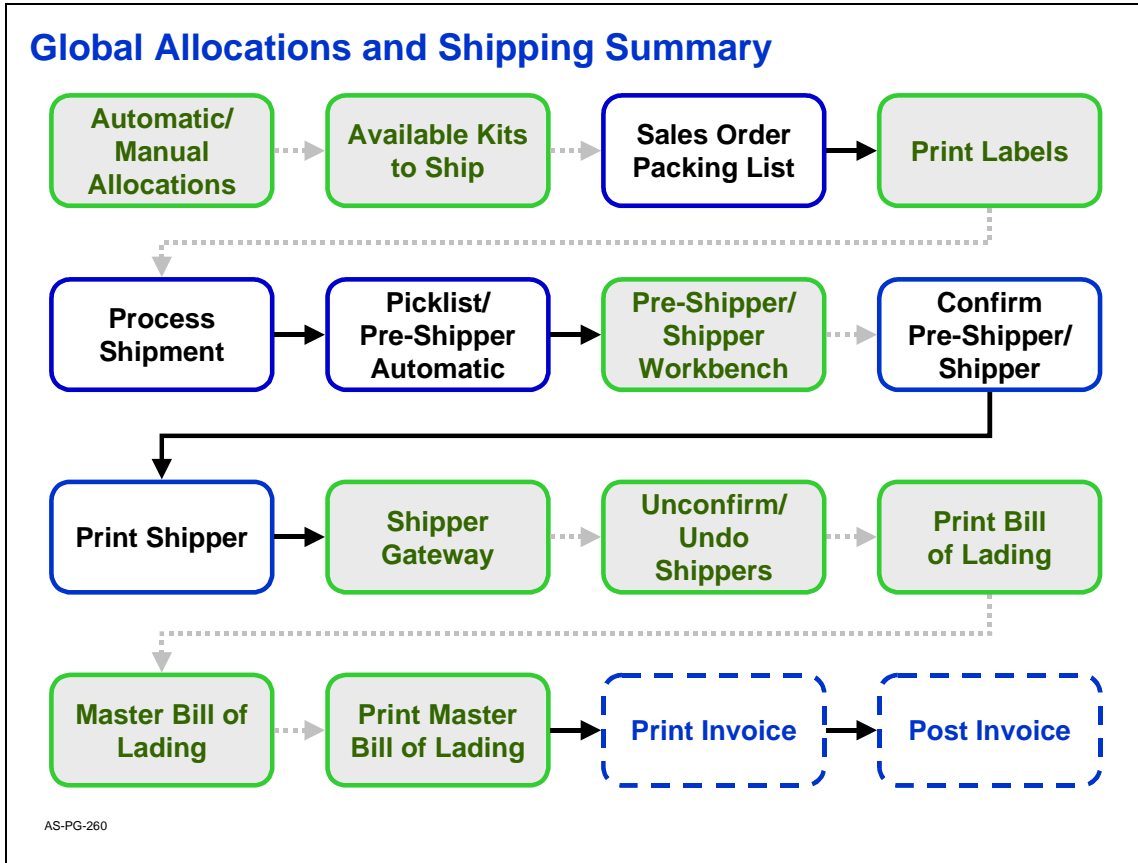 Global Allocations and Shipping Summary
Automatic/
Manual
Allocations
Available Kits
to Ship
Sales Order
Packing List
Print Labels
Process
Shipment
Picklist/
Pre-Shipper
Automatic
Pre-Shipper/
Shipper
Workbench
Confirm
Pre-Shipper/
Shipper
Print Shipper
Shipper
Gateway
Unconfirm/
Undo
Shippers
Print Bill
of Lading
Master Bill of
Lading
Print Master
Bill of Lading
Print Invoice
Post Invoice
AS-PG-260